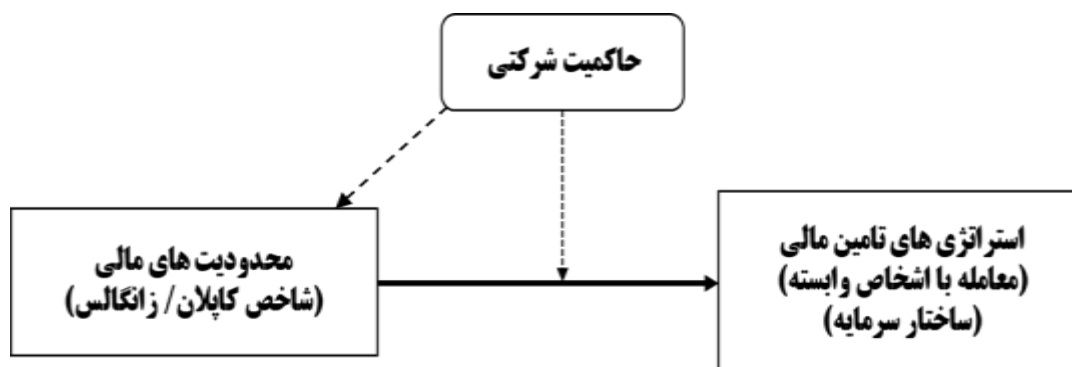 حاکمیت شرکتی
محدودیت های مالی
(شاخص کاپلان/ زانگالس)
استراتژی های تامین مالی
(معامله با اشخاص وابسته)
(ساختار سرمایه)